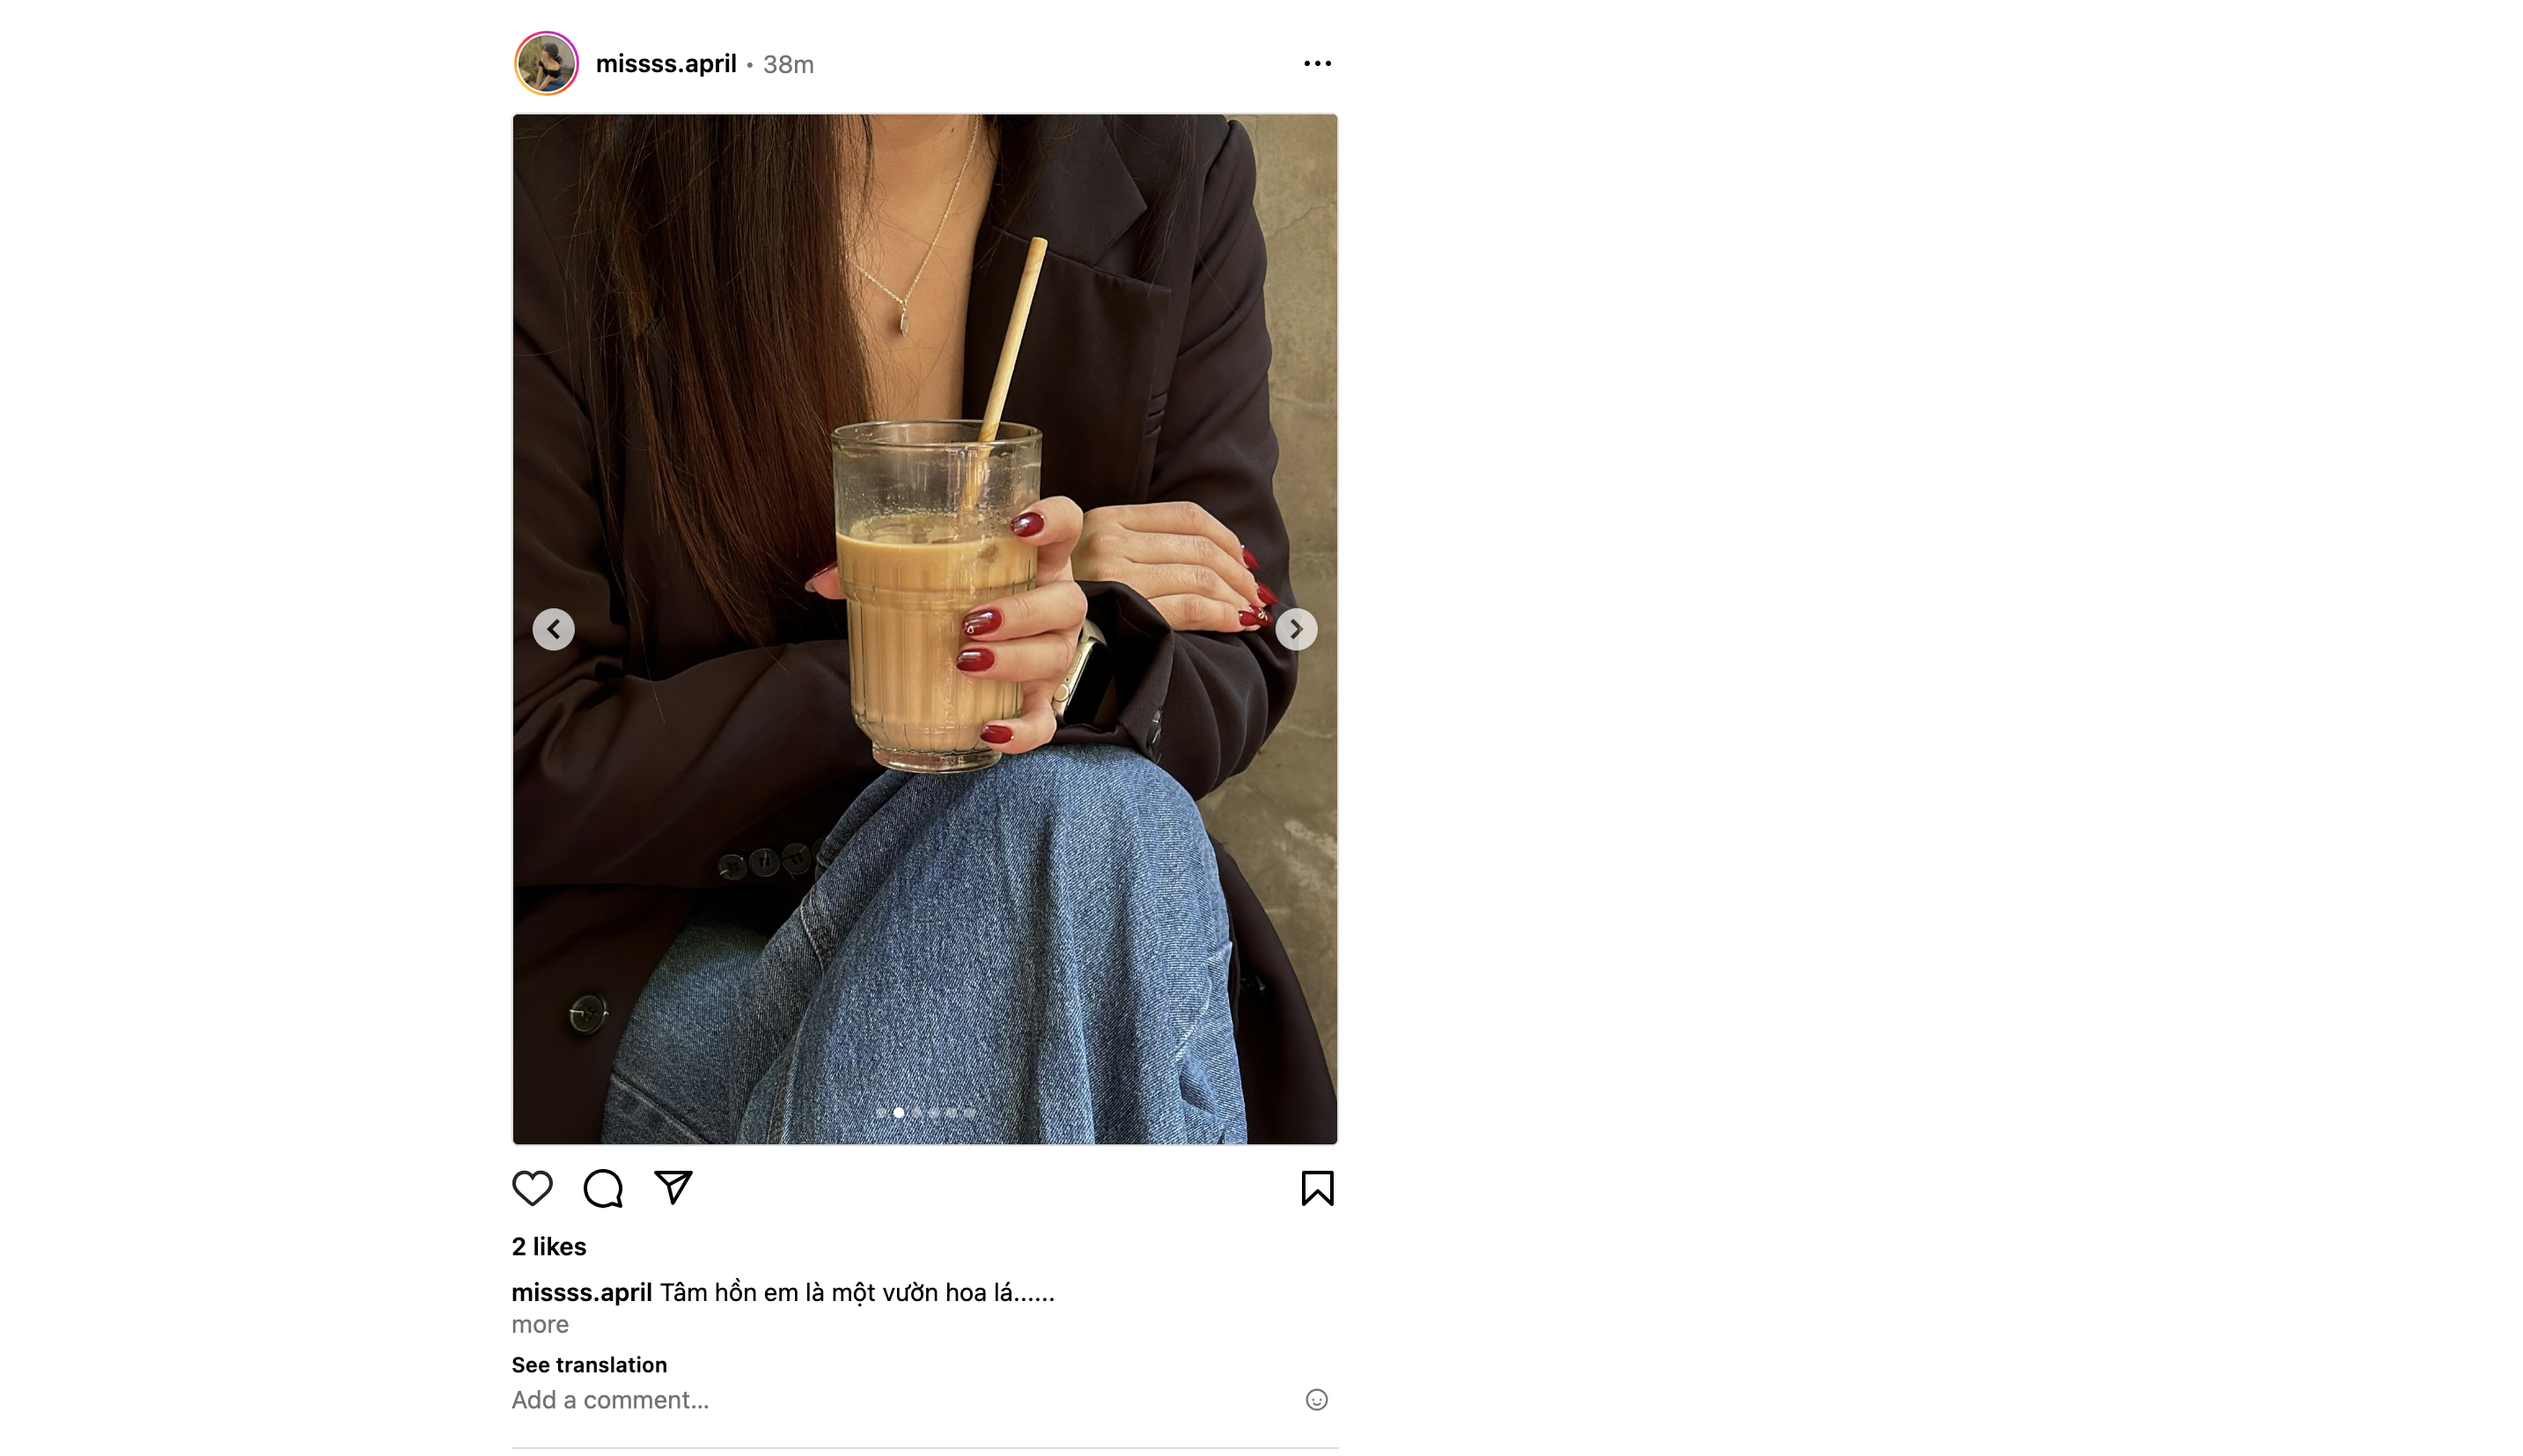 missss.april • 38m
2 likes
missss.april Tâm hồn em là một vườn hoa lá......
more
See translation
Add a comment...